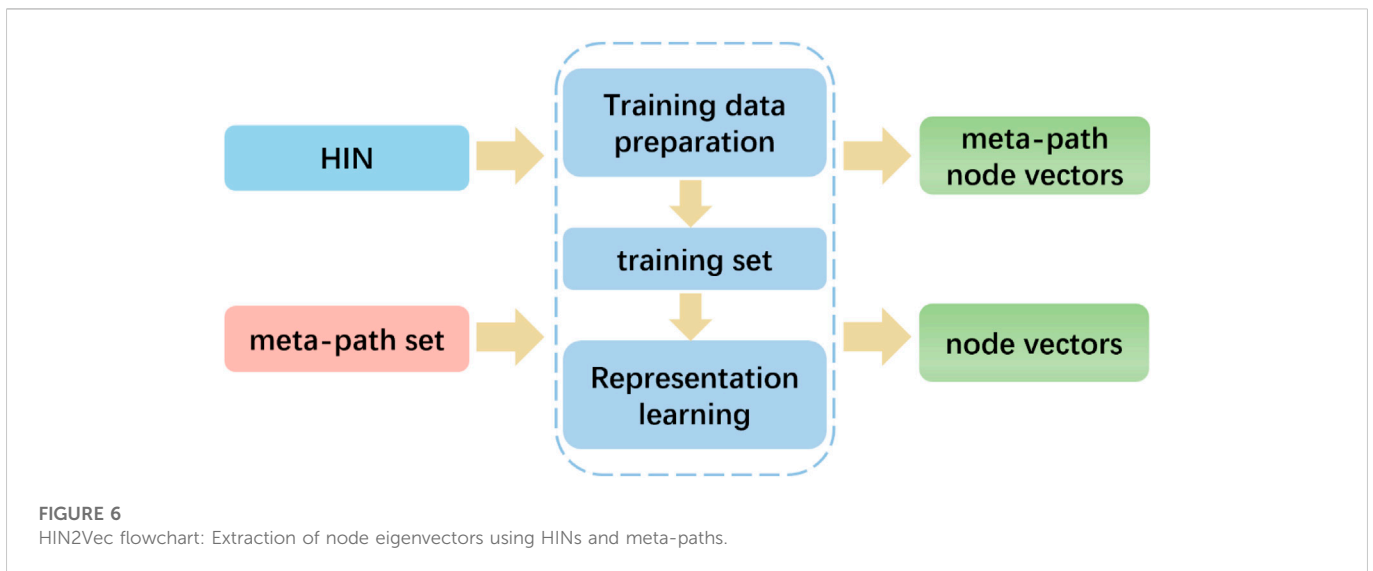 HIN
meta-path set
Training data
preparation
training set
Representation
learning
meta-path
node vectors
node vectors
FIGURE 6
HIN2Vec flowchart: Extraction of node eigenvectors using HINs and meta-paths.